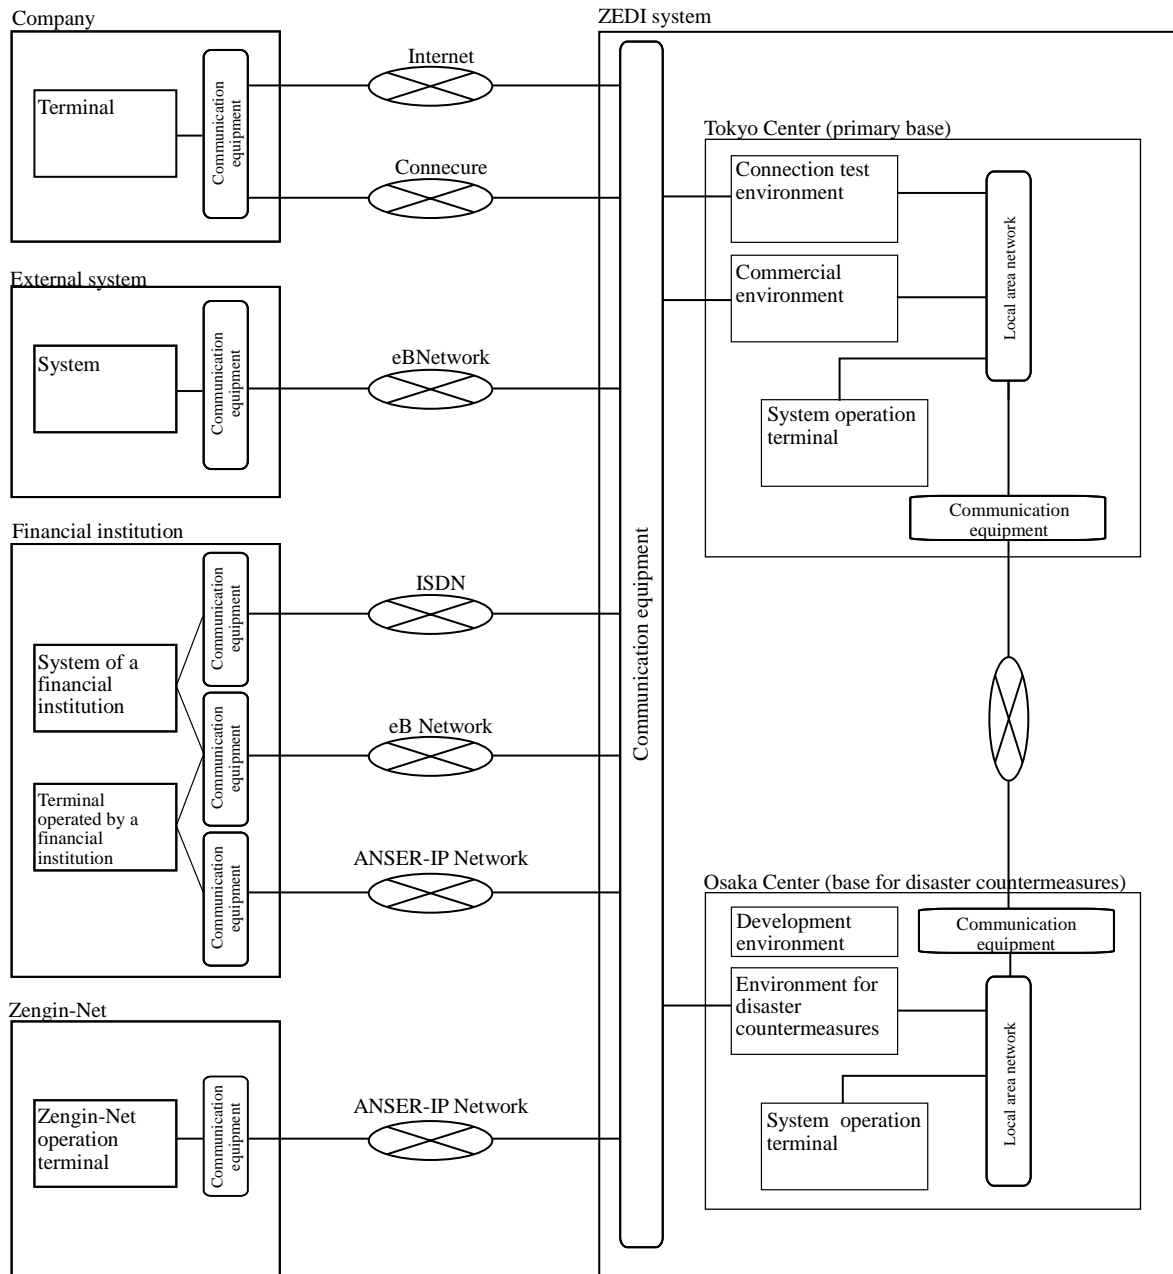 Company
Terminal
Communication
equipment
Internet
Connecure
External system
System
Communication
equipment
eBNetwork
Financial institution
System of a
financial
institution
Terminal
operated by a
financial
institution
Communication
equipment
Communication
equipment
Communication
equipment
ISDN
eB Network
ANSER-IP Network
Zengin-Net
Zengin-Net
operation
terminal
Communication
equipment
ANSER-IP Network
ZEDI system
Communication equipment
Tokyo Center (primary base)
Connection test
environment
Commercial
environment
System operation
terminal
Local area network
Communication
equipment
Osaka Center (base for disaster countermeasures)
Development
environment
Communication
equipment
Environment for
disaster
countermeasures
System operation
terminal
Local area network